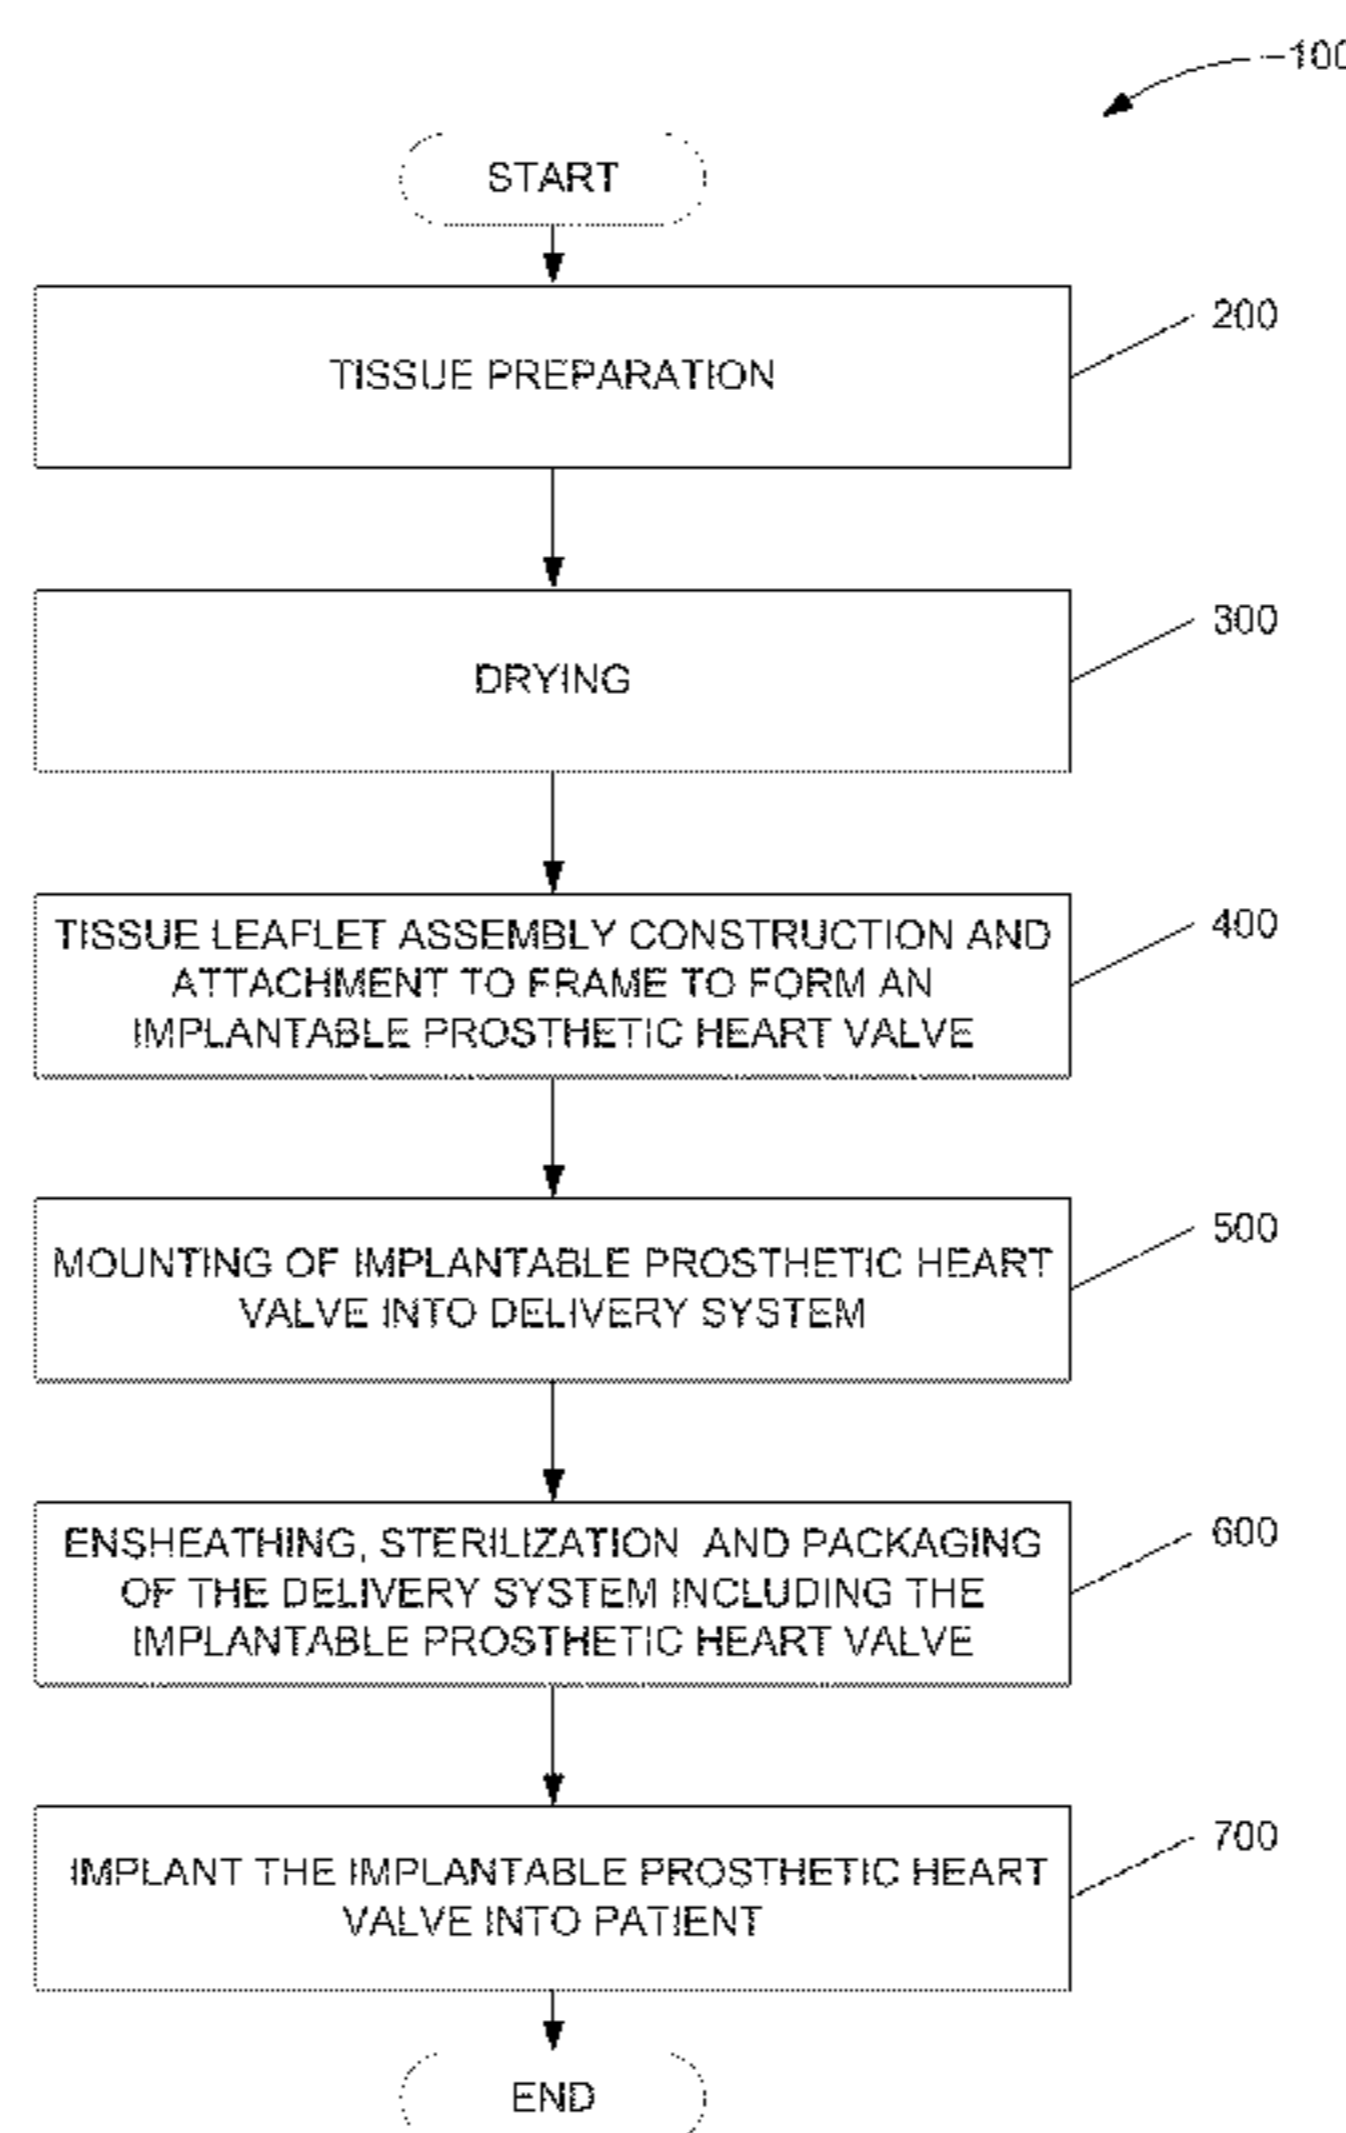 100
START
TISSUE PREPARATION
200
DRYING
300
TISSUE LEAFLET ASSEMBLY CONSTRUCTION AND
ATTACHMENT TO FRAME TO FORM AN
IMPLANTABLE PROSTHETIC HEART VALVE
400
MOUNTING OF IMPLANTABLE PROSTHETIC HEART
VALVE INTO DELIVERY SYSTEM
500
ENSHEATHING, STERILIZATION AND PACKAGING
OF THE DELIVERY SYSTEM INCLUDING THE
IMPLANTABLE PROSTHETIC HEART VALVE
600
IMPLANT THE IMPLANTABLE PROSTHETIC HEART
VALVE INTO PATIENT
700
END